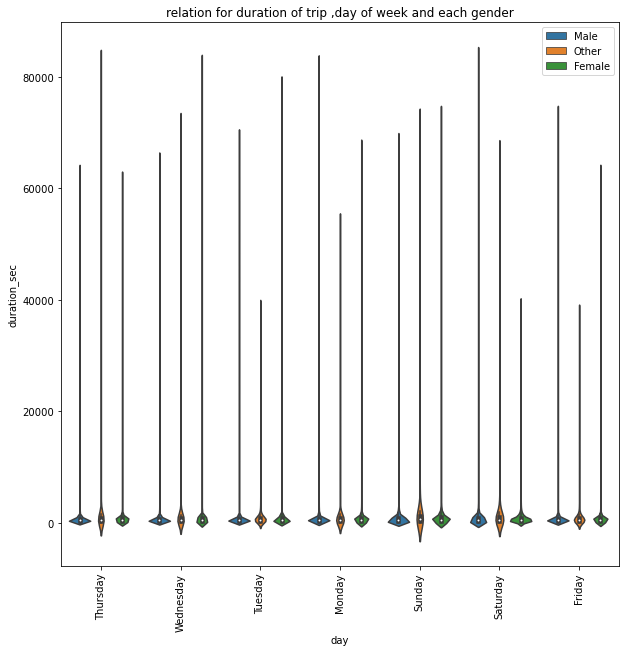 relation for duration of trip ,day of week and each gender
Male
Other
Female
80000
60000
40000
20000
0
duration_sec
Thursday
Wednesday
Tuesday
Monday
Sunday
Saturday
Friday
day